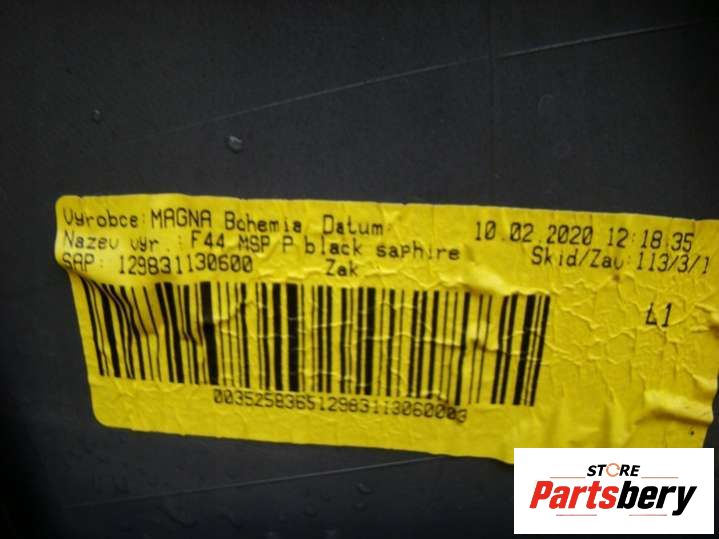 Vyrobce: MAGNA Bohemia Datum: 10.02.2020 12:18:35
Nazev vyr.: F44 MSP P black saphire Skid/Zav: 113/3/1
SAP: 129831130600 Zak
L1
003525836512983113060003
STORE
Partsbery